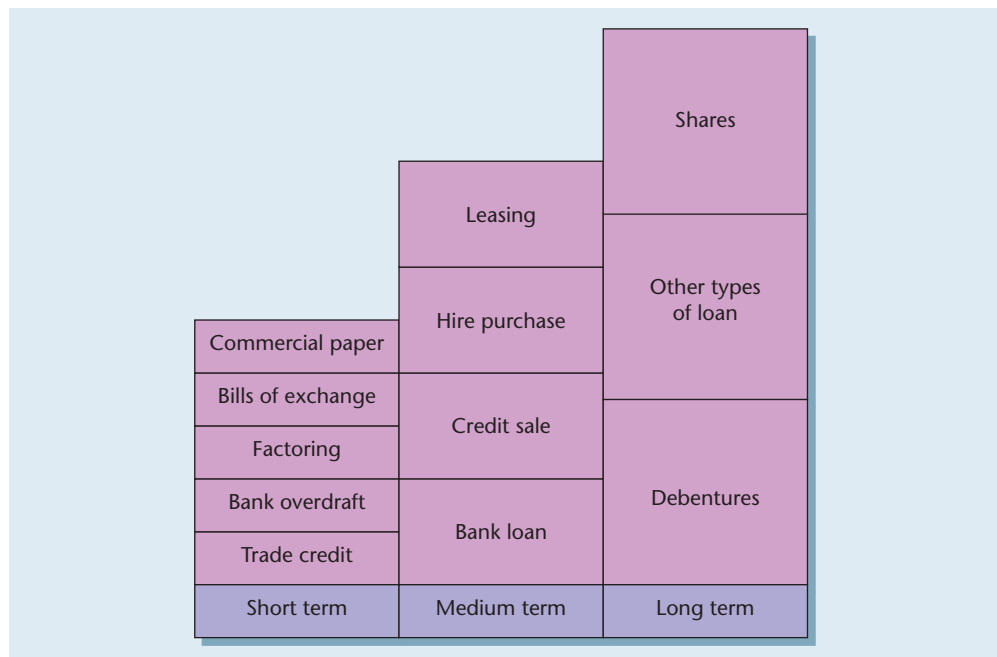 Shares
Leasing
Other types
of loan
Hire purchase
Commercial paper
Bills of exchange
Credit sale
Factoring
Debentures
Bank overdraft
Bank loan
Trade credit
Short term
Medium term
Long term